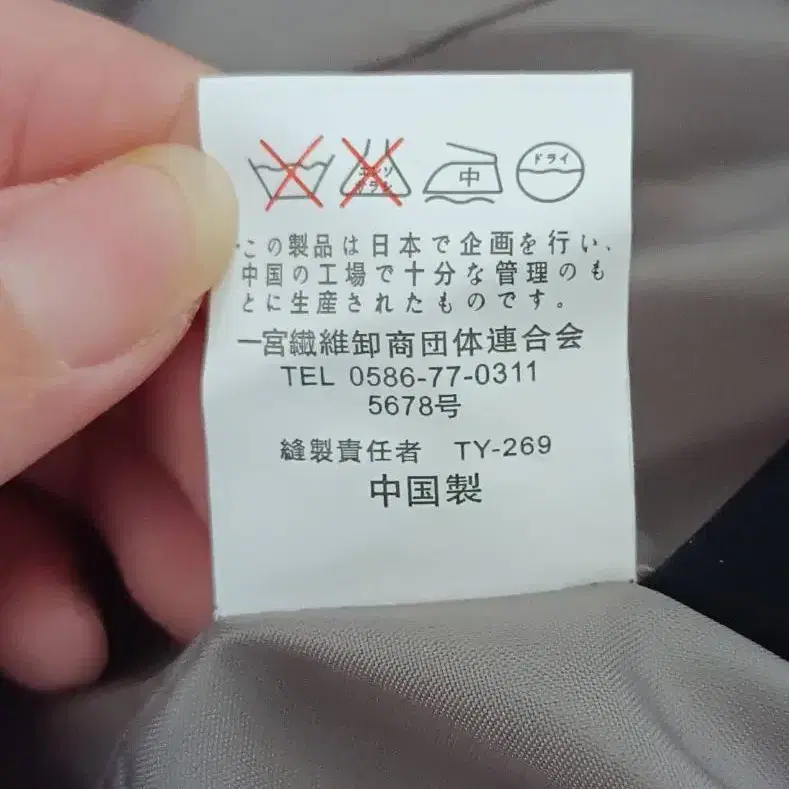 エンソ
サラシ
中
ドライ
・この製品は日本で企画を行い、
中国の工場で十分な管理のも
とに生産されたものです。
一宮繊維卸商団体連合会
TEL 0586-77-0311
5678号
縫製責任者 TY-269
中国製